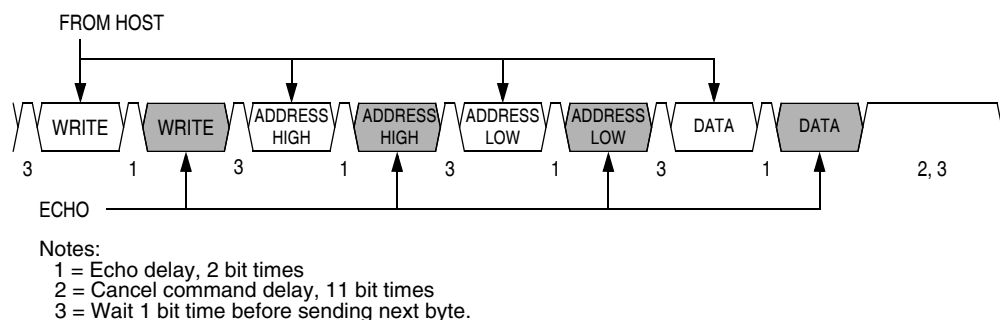 FROM HOST
WRITE WRITE ADDRESS HIGH ADDRESS HIGH ADDRESS LOW ADDRESS LOW DATA DATA
3 1 3 1 3 1 3 1 2, 3
ECHO
Notes:
1 = Echo delay, 2 bit times
2 = Cancel command delay, 11 bit times
3 = Wait 1 bit time before sending next byte.